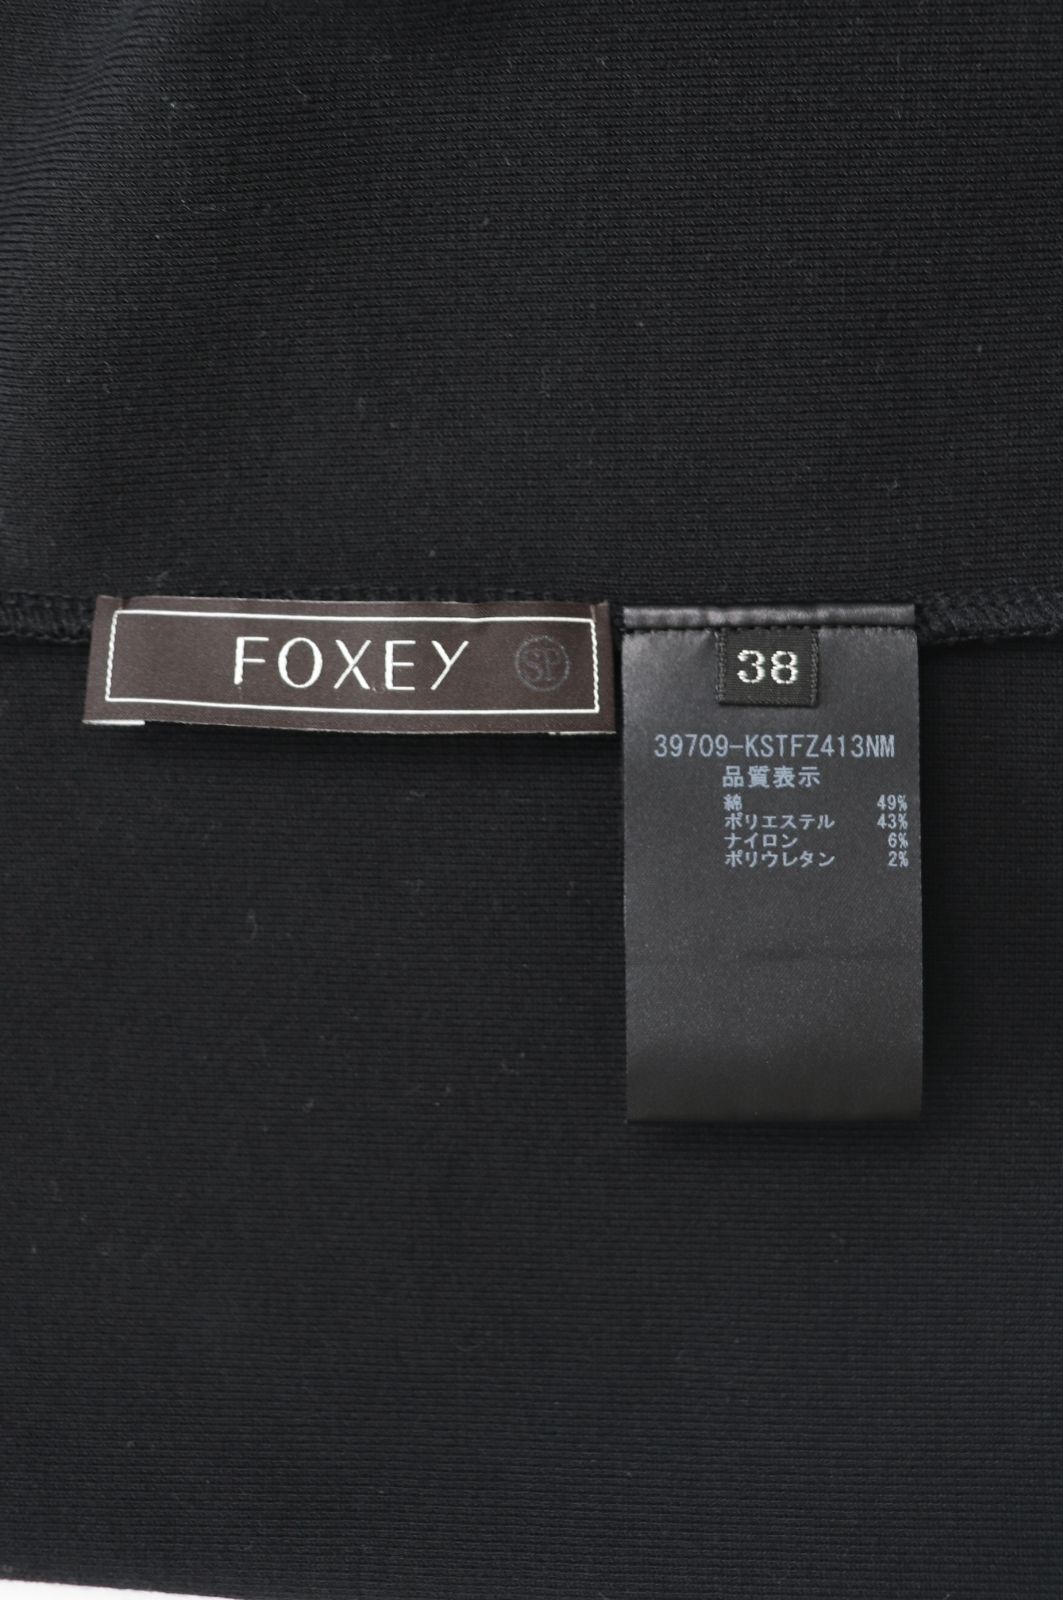 FOXEY SP
38
39709-KSTFZ413NM
品質表示
綿 49%
ポリエステル 43%
ナイロン 6%
ポリウレタン 2%